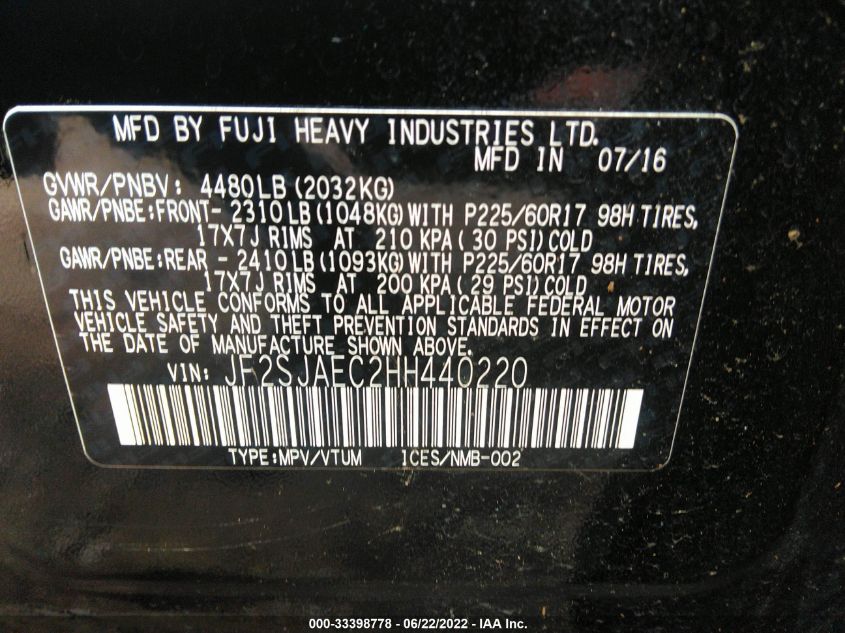 MFD BY FUJI HEAVY INDUSTRIES LTD.
MFD IN 07/16
GVWR/PNBV: 4480LB (2032KG)
GAWR/PNBE:FRONT- 2310LB(1048KG)WITH P225/60R17 98H TIRES,
17X7J RIMS AT 210 KPA( 30 PSI)COLD
GAWR/PNBE:REAR - 2410LB(1093KG)WITH P225/60R17 98H TIRES,
17X7J RIMS AT 200 KPA( 29 PSI)COLD
THIS VEHICLE CONFORMS TO ALL APPLICABLE FEDERAL MOTOR
VEHICLE SAFETY AND THEFT PREVENTION STANDARDS IN EFFECT ON
THE DATE OF MANUFACTURE SHOWN ABOVE.
VIN: JF2SJAEC2HH440220
TYPE:MPV/VTUM 1CES/NMB-002
000-33398778 - 06/22/2022 - IAA Inc.